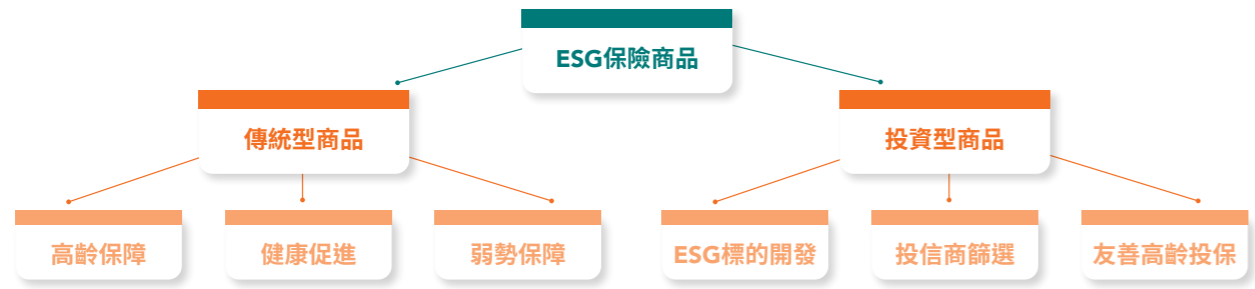 ESG保險商品
傳統型商品
投資型商品
高齡保障
健康促進
弱勢保障
ESG標的開發
投信商篩選
友善高齡投保